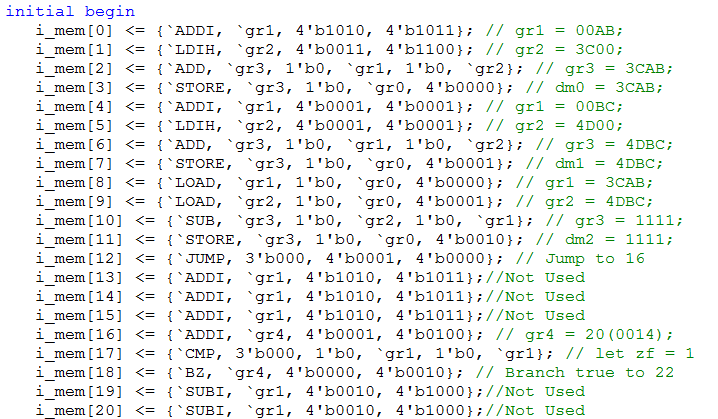 initial begin
i_mem[0] <= {`ADDI, `gr1, 4'b1010, 4'b1011}; // gr1 = 00AB;
i_mem[1] <= {`LDIH, `gr2, 4'b0011, 4'b1100}; // gr2 = 3C00;
i_mem[2] <= {`ADD, `gr3, 1'b0, `gr1, 1'b0, `gr2}; // gr3 = 3CAB;
i_mem[3] <= {`STORE, `gr3, 1'b0, `gr0, 4'b0000}; // dm0 = 3CAB;
i_mem[4] <= {`ADDI, `gr1, 4'b0001, 4'b0001}; // gr1 = 00BC;
i_mem[5] <= {`LDIH, `gr2, 4'b0001, 4'b0001}; // gr2 = 4D00;
i_mem[6] <= {`ADD, `gr3, 1'b0, `gr1, 1'b0, `gr2}; // gr3 = 4DBC;
i_mem[7] <= {`STORE, `gr3, 1'b0, `gr0, 4'b0001}; // dm1 = 4DBC;
i_mem[8] <= {`LOAD, `gr1, 1'b0, `gr0, 4'b0000}; // gr1 = 3CAB;
i_mem[9] <= {`LOAD, `gr2, 1'b0, `gr0, 4'b0001}; // gr2 = 4DBC;
i_mem[10] <= {`SUB, `gr3, 1'b0, `gr2, 1'b0, `gr1}; // gr3 = 1111;
i_mem[11] <= {`STORE, `gr3, 1'b0, `gr0, 4'b0010}; // dm2 = 1111;
i_mem[12] <= {`JUMP, 3'b000, 4'b0001, 4'b0000}; // Jump to 16
i_mem[13] <= {`ADDI, `gr1, 4'b1010, 4'b1011};//Not Used
i_mem[14] <= {`ADDI, `gr1, 4'b1010, 4'b1011};//Not Used
i_mem[15] <= {`ADDI, `gr1, 4'b1010, 4'b1011};//Not Used
i_mem[16] <= {`ADDI, `gr4, 4'b0001, 4'b0100}; // gr4 = 20(0014);
i_mem[17] <= {`CMP, 3'b000, 1'b0, `gr1, 1'b0, `gr1}; // let zf = 1
i_mem[18] <= {`BZ, `gr4, 4'b0000, 4'b0010}; // Branch true to 22
i_mem[19] <= {`SUBI, `gr1, 4'b0010, 4'b1000};//Not Used
i_mem[20] <= {`SUBI, `gr1, 4'b0010, 4'b1000};//Not Used